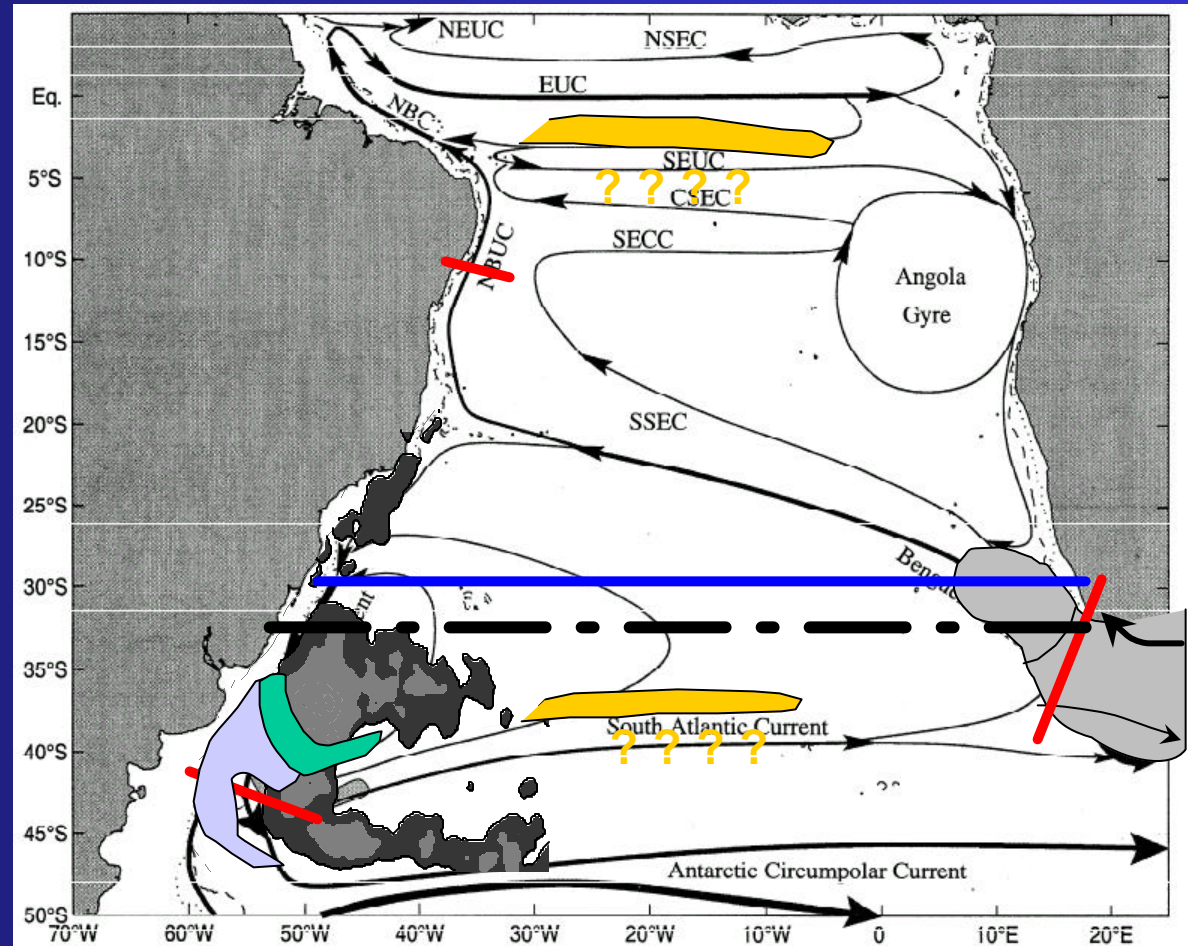 NEUC
NSEC
Eq.
EUC
NBC
SEUC
5°S
? ? ? ?
CSEC
SECC
NBUC
10°S
Angola
Gyre
15°S
SSEC
20°S
25°S
30°S
35°S
South Atlantic Current
40°S
? ? ? ?
45°S
Antarctic Circumpolar Current
50°S
70°W 60°W 50°W 40°W 30°W 20°W 10°W 0 10°E 20°E